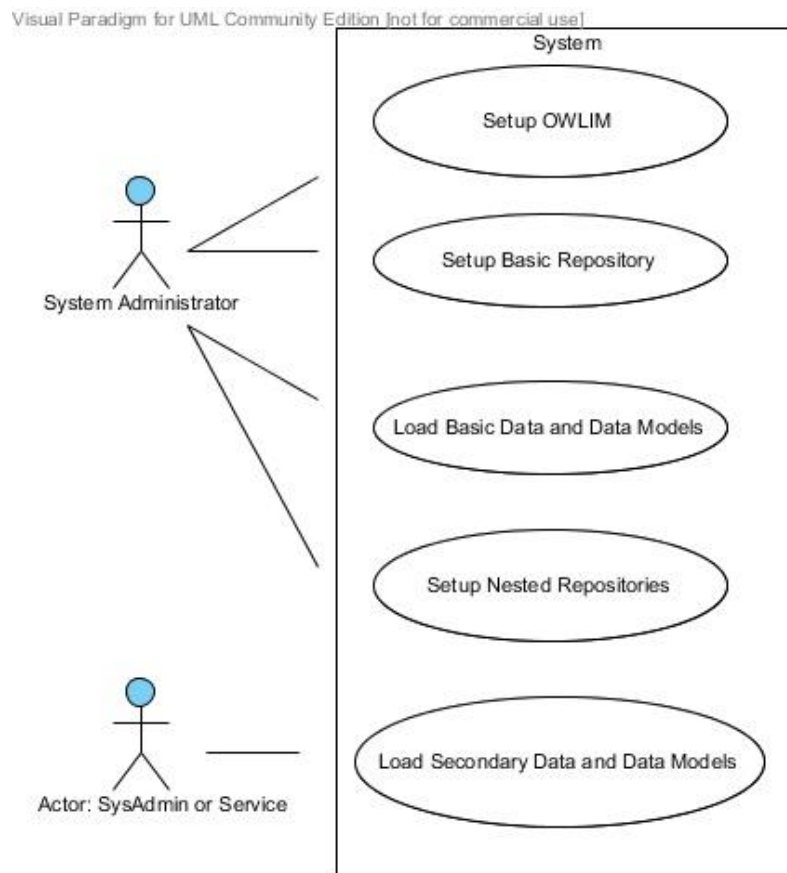 Visual Paradigm for UML Community Edition [not for commercial use]
System
Setup OWLIM
Setup Basic Repository
System Administrator
Load Basic Data and Data Models
Setup Nested Repositories
Load Secondary Data and Data Models
Actor: SysAdmin or Service